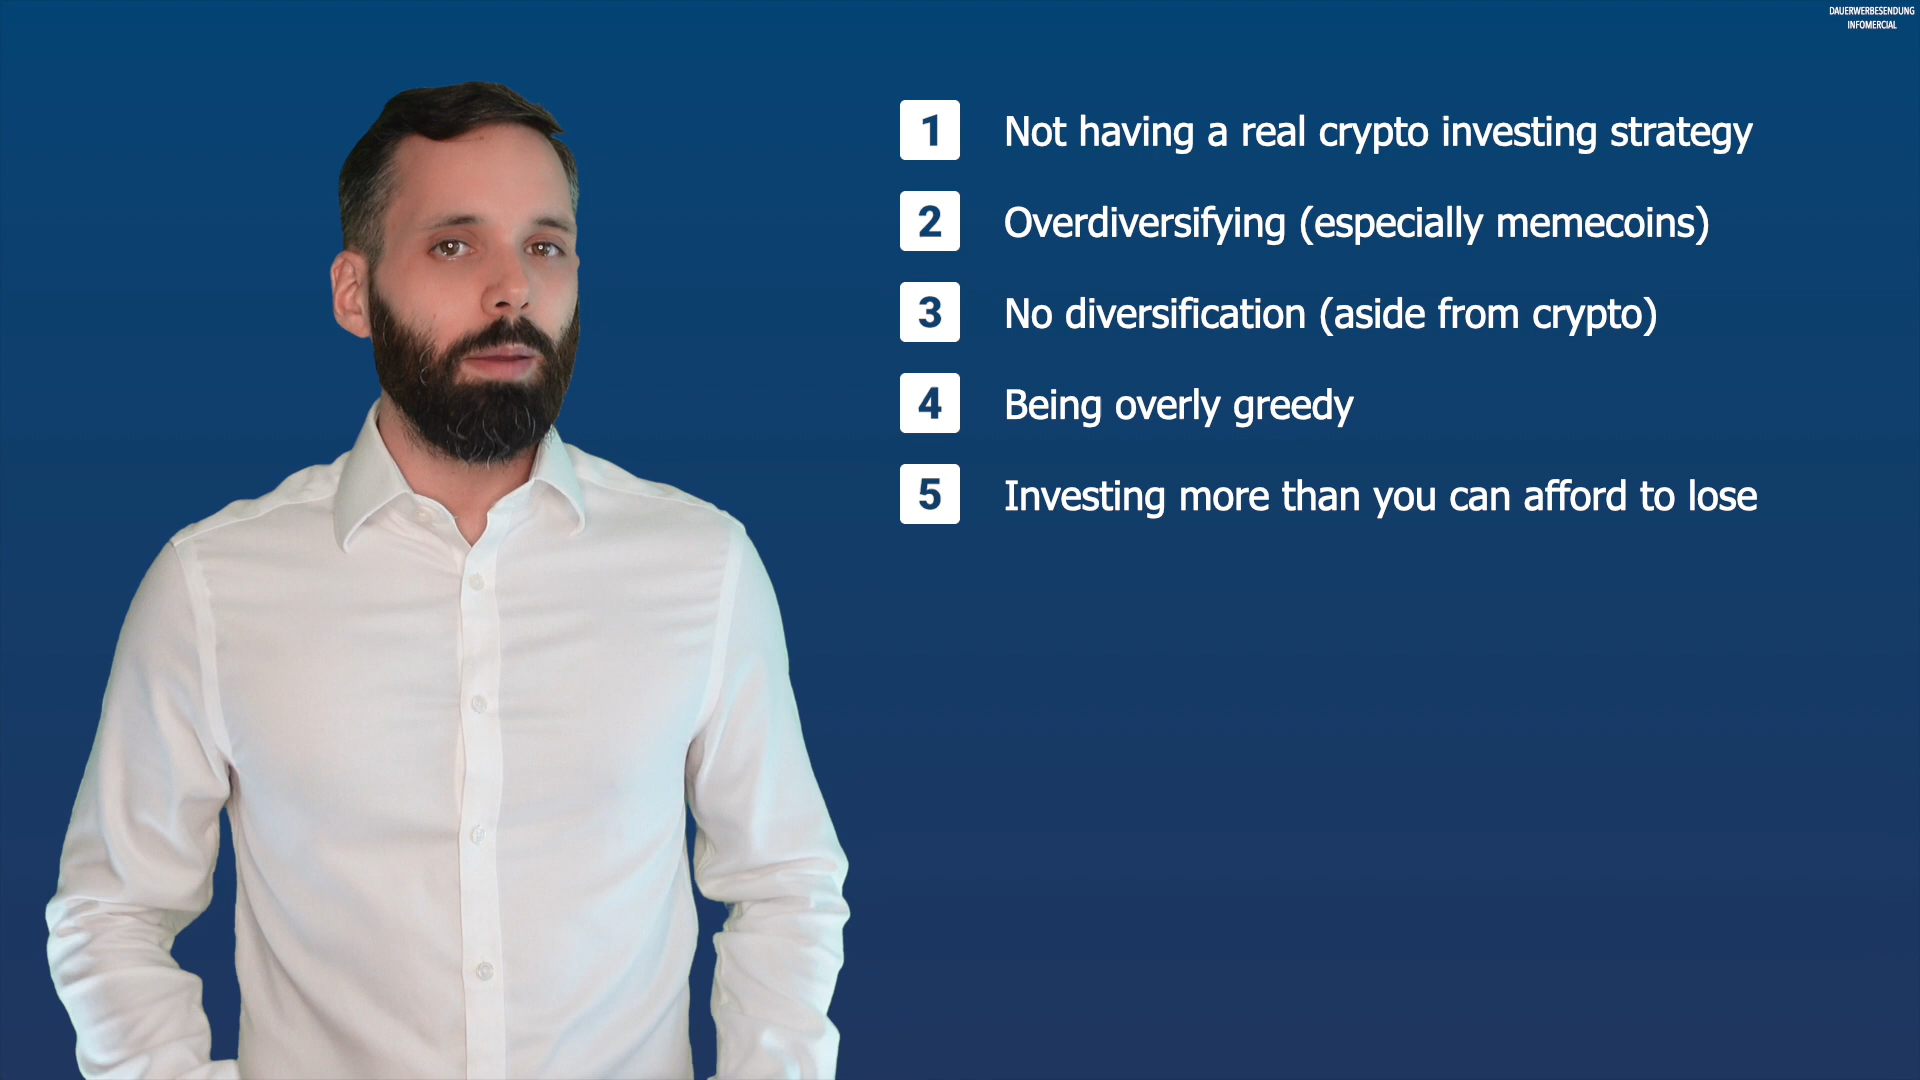 DAUERWERBESENDUNG
INFOMERCIAL
1 Not having a real crypto investing strategy
2 Overdiversifying (especially memecoins)
3 No diversification (aside from crypto)
4 Being overly greedy
5 Investing more than you can afford to lose